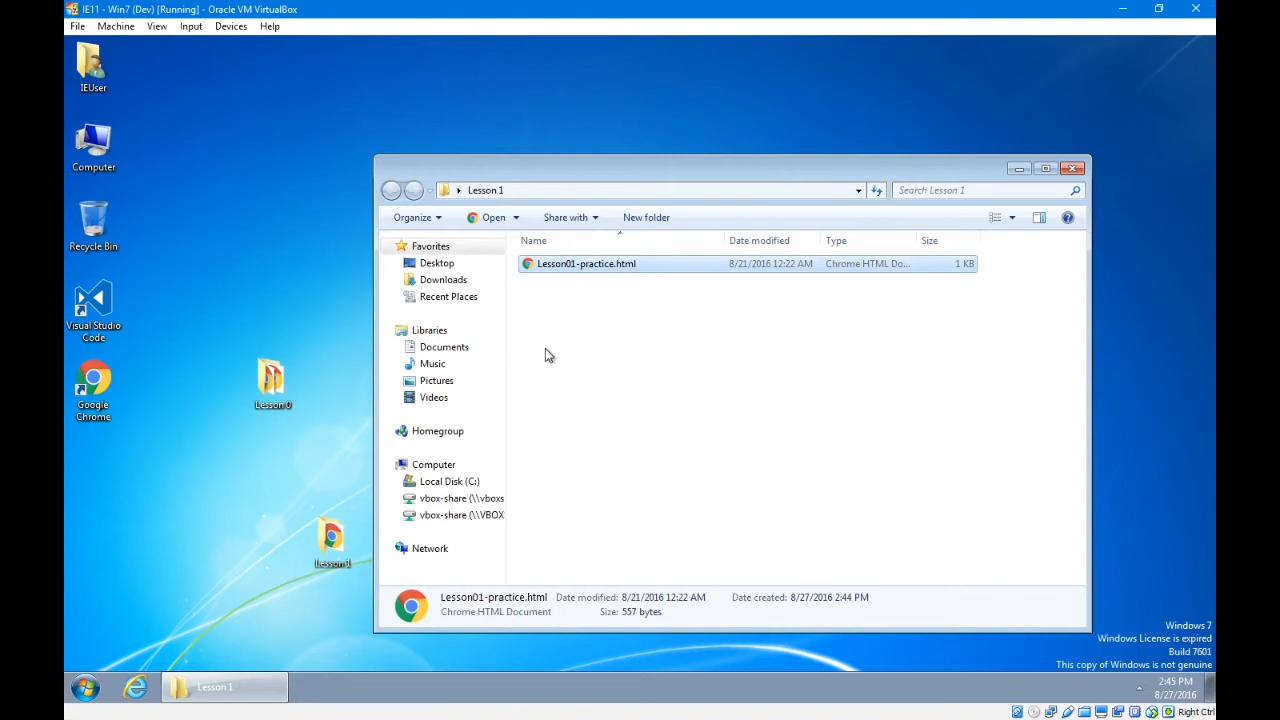 IE11 - Win7 (Dev) [Running] - Oracle VM VirtualBox
File Machine View Input Devices Help
IEUser
Computer
Recycle Bin
Visual Studio
Code
Google
Chrome
Lesson 0
Lesson 1
Lesson 1
Search Lesson 1
Organize Open Share with New folder
Name Date modified Type Size
Lesson01-practice.html 8/21/2016 12:22 AM Chrome HTML Do... 1 KB
Favorites
Desktop
Downloads
Recent Places
Libraries
Documents
Music
Pictures
Videos
Homegroup
Computer
Local Disk (C:)
vbox-share (\\vboxs
vbox-share (\\VBOX
Network
Lesson01-practice.html Date modified: 8/21/2016 12:22 AM Date created: 8/27/2016 2:44 PM
Chrome HTML Document Size: 557 bytes
Windows 7
Windows License is expired
Build 7601
This copy of Windows is not genuine
Lesson 1
2:45 PM
8/27/2016
Right Ctrl